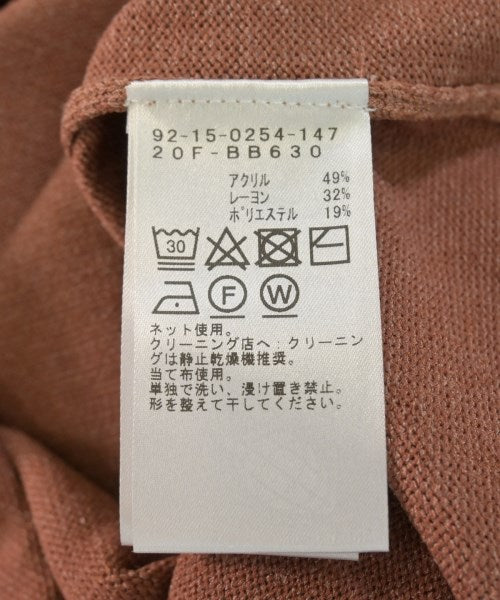 92-15-0254-147
20F-BB630
アクリル 49%
レーヨン 32%
ポリエステル 19%
30
F W
ネット使用。
クリーニング店へ：クリーニン
グは静止乾燥機推奨。
当て布使用。
単独で洗い、浸け置き禁止。
形を整えて干してください。